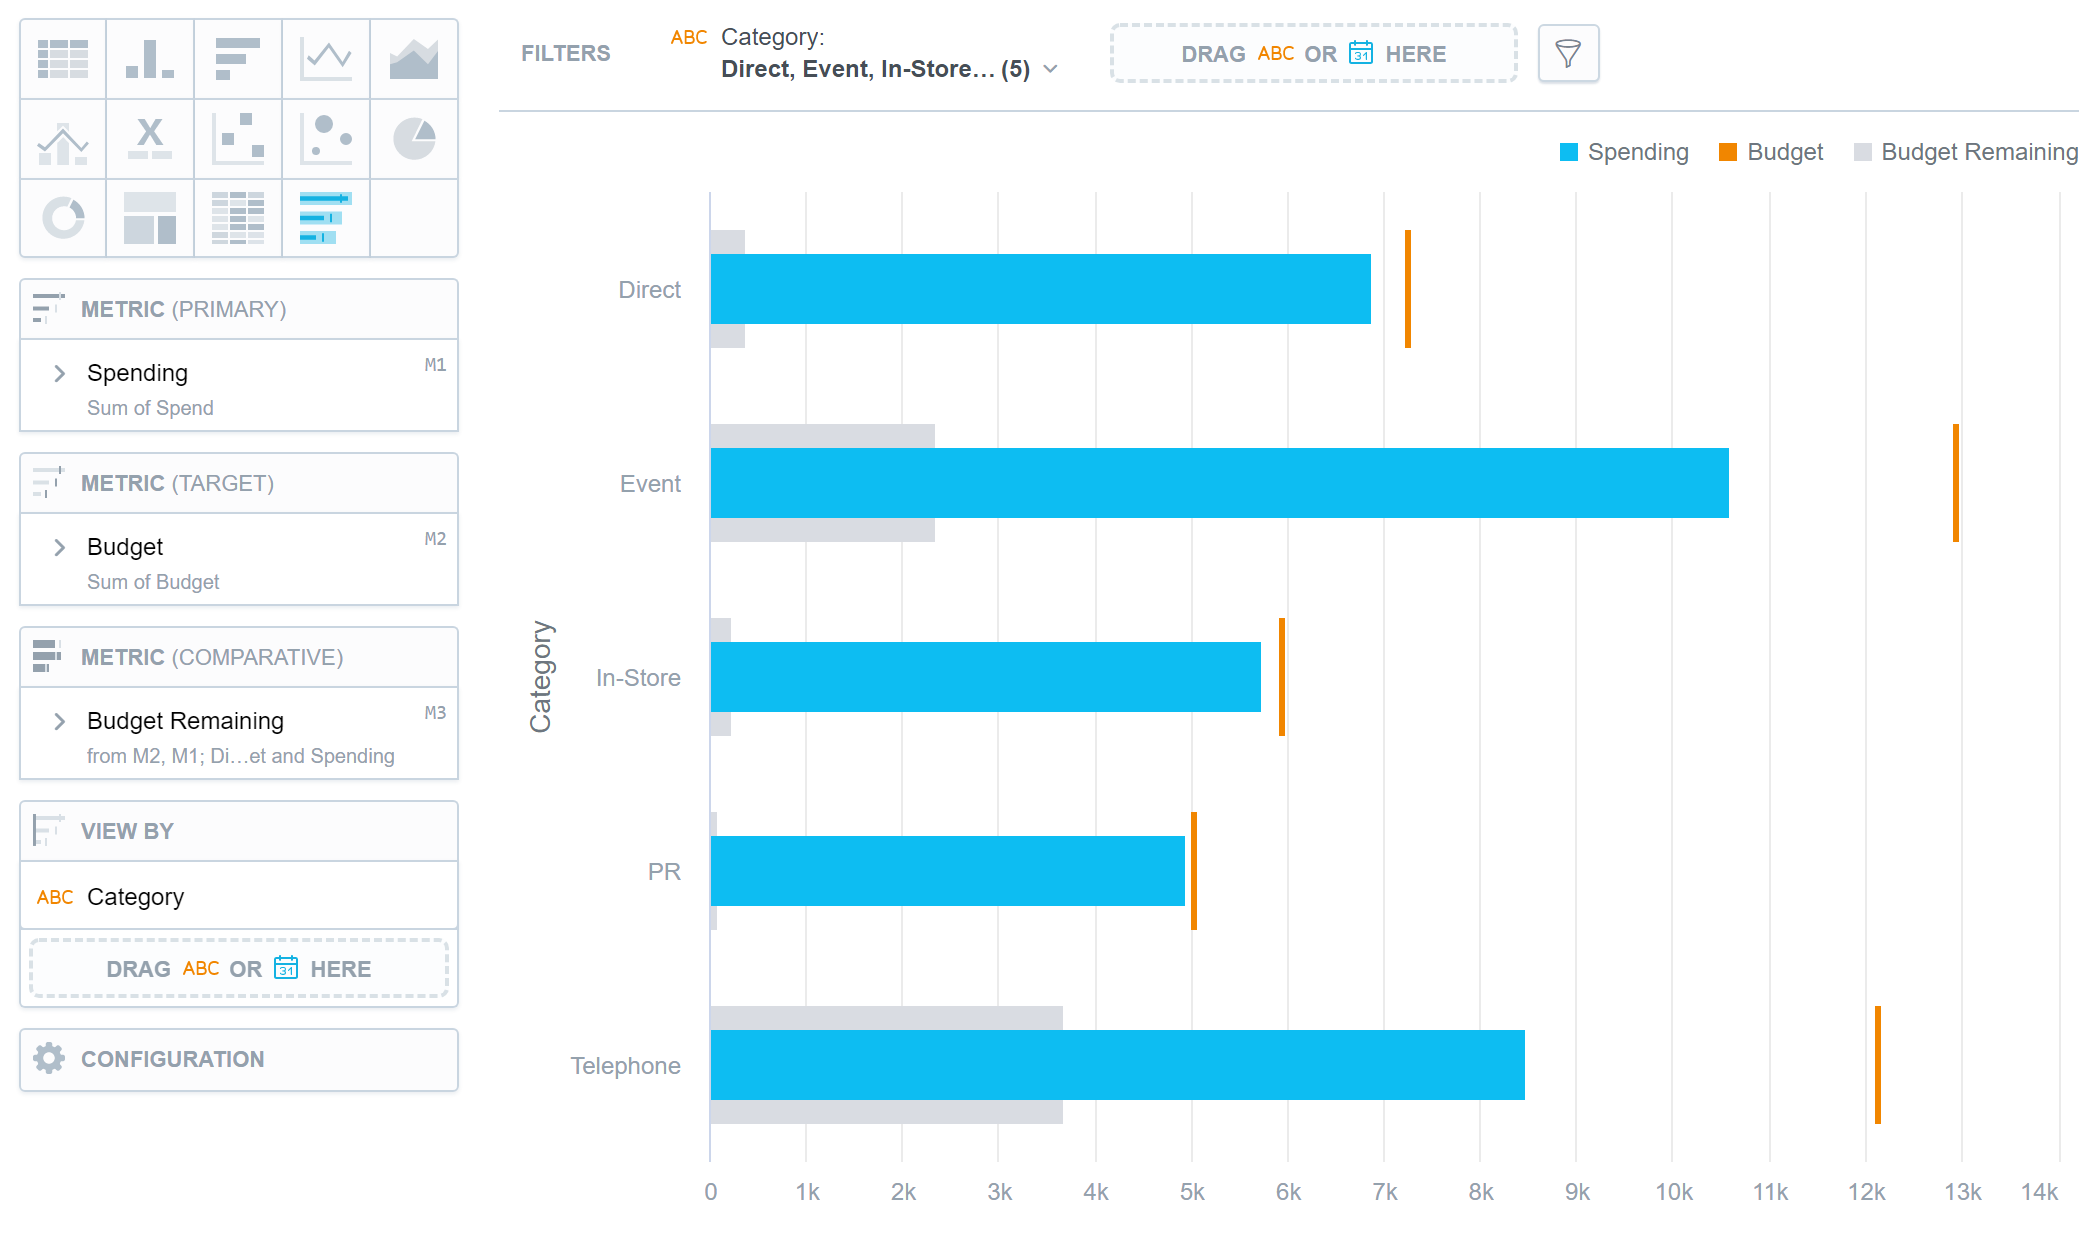 FILTERS
ABC Category:
Direct, Event, In-Store… (5)
DRAG ABC OR 31 HERE
X
METRIC (PRIMARY)
Spending M1
Sum of Spend
METRIC (TARGET)
Budget M2
Sum of Budget
METRIC (COMPARATIVE)
Budget Remaining M3
from M2, M1; Di…et and Spending
VIEW BY
ABC Category
DRAG ABC OR 31 HERE
CONFIGURATION
Spending Budget Budget Remaining
Category
Direct
Event
In-Store
PR
Telephone
0 1k 2k 3k 4k 5k 6k 7k 8k 9k 10k 11k 12k 13k 14k